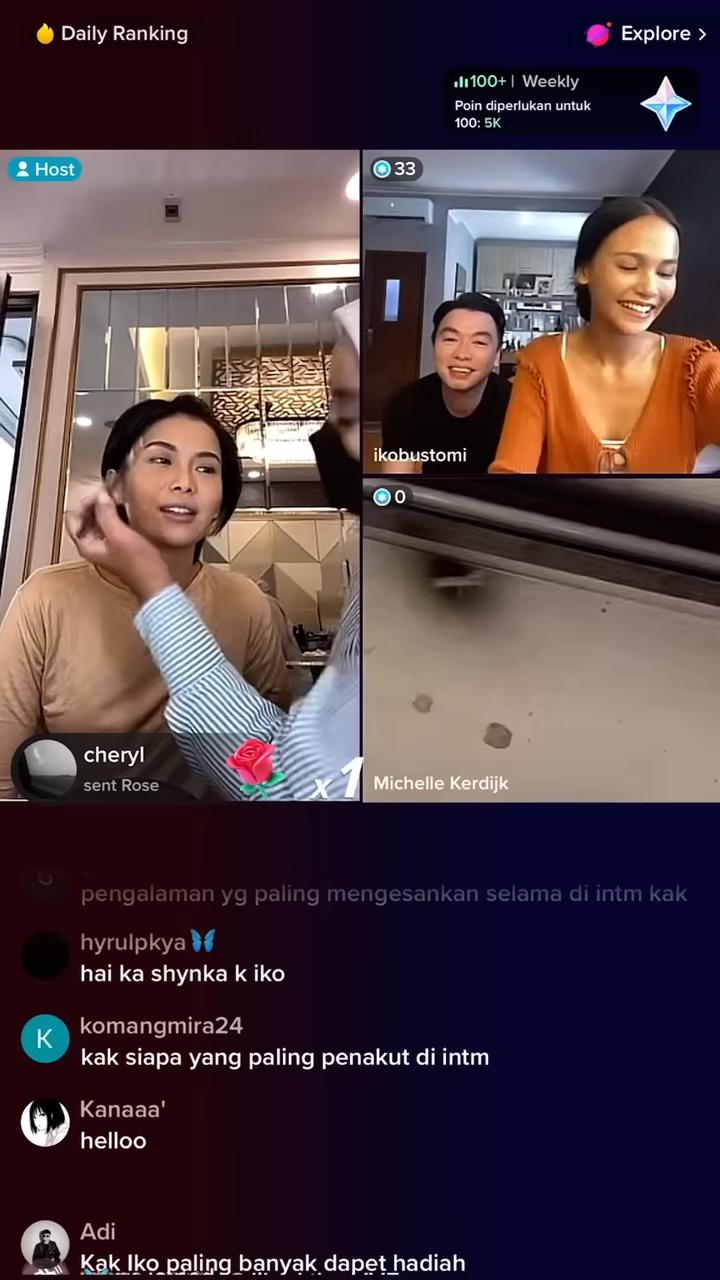 Daily Ranking
Explore
100+ | Weekly
Poin diperlukan untuk
100: 5K
Host
33
ikobustomi
0
cheryl
sent Rose
x1
Michelle Kerdijk
pengalaman yg paling mengesankan selama di intm kak
hyrulpkya
hai ka shynka k iko
komangmira24
kak siapa yang paling penakut di intm
K
Kanaaa'
helloo
Adi
Kak Iko paling banyak dapet hadiah